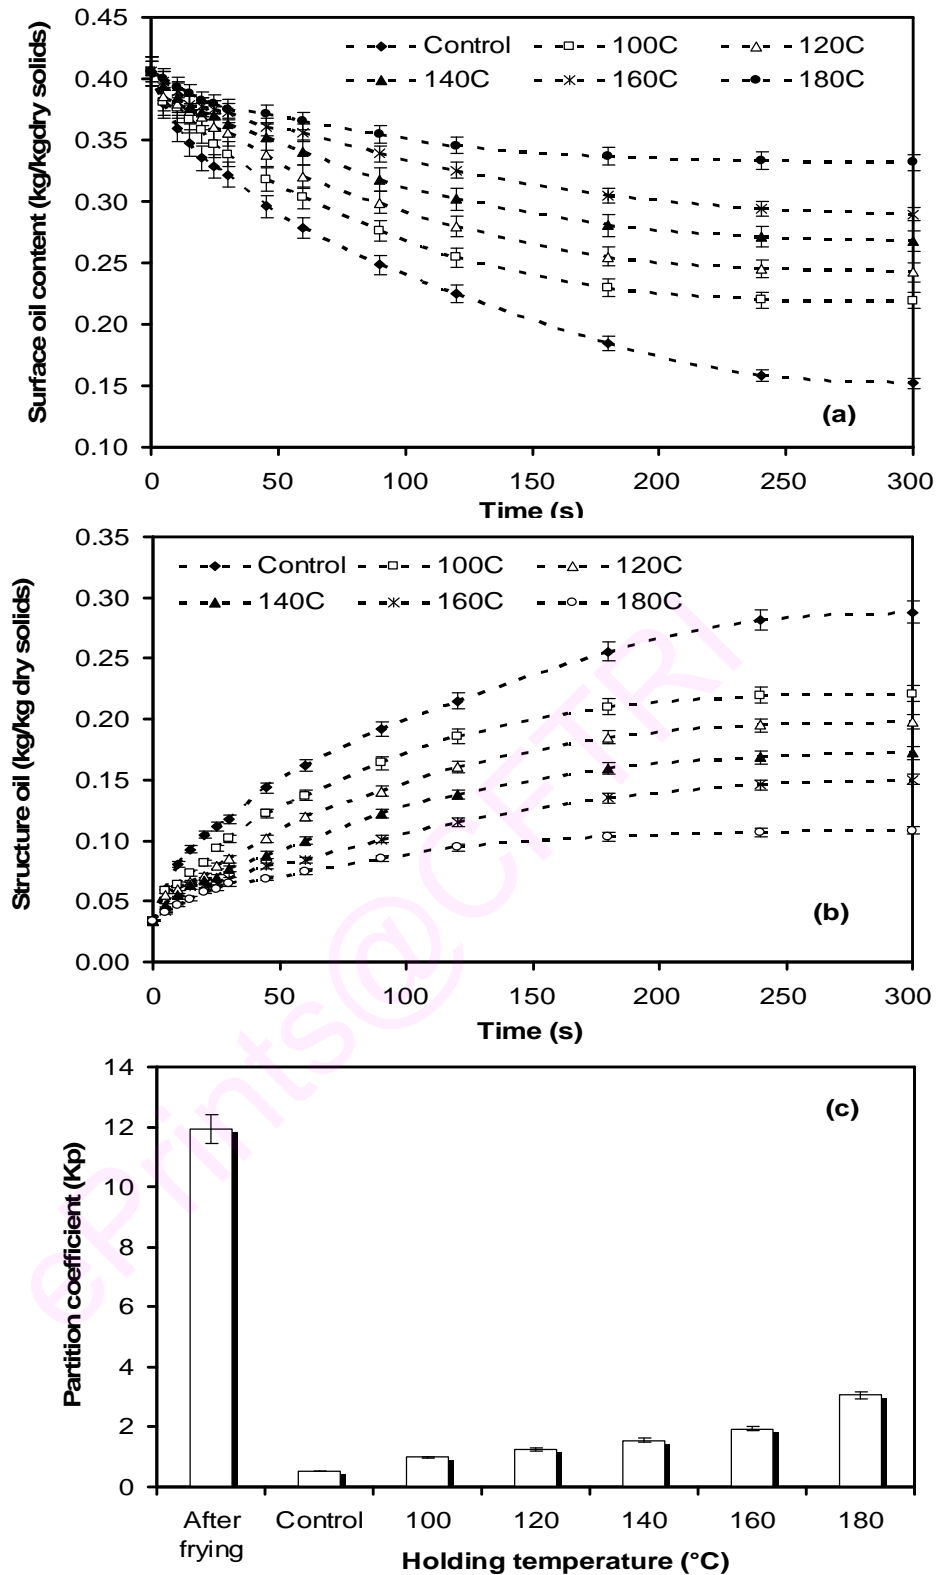 0.45
0.40
0.35
0.30
0.25
0.20
0.15
0.10
Surface oil content (kg/kgdry solids)
Control 100C 120C
140C 160C 180C
(a)
0 50 100 150 200 250 300
Time (s)
0.35
0.30
0.25
0.20
0.15
0.10
0.05
0.00
Structure oil (kg/kg dry solids)
Control 100C 120C
140C 160C 180C
(b)
0 50 100 150 200 250 300
Time (s)
14
12
10
8
6
4
2
0
Partition coefficient (Kp)
(c)
After frying Control 100 120 140 160 180
Holding temperature (°C)
ePrints@CFTRI